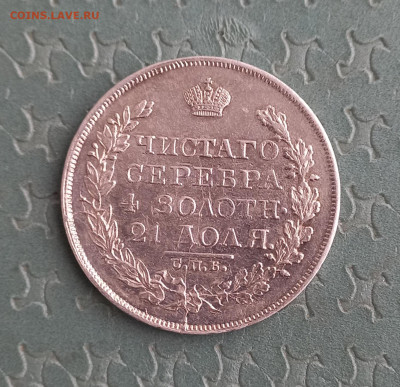 COINS.LAVE.RU
ЧИСТАГО
СЕРЕБРА
4 ЗОЛОТН.
21 ДОЛЯ.
С.П.Б.